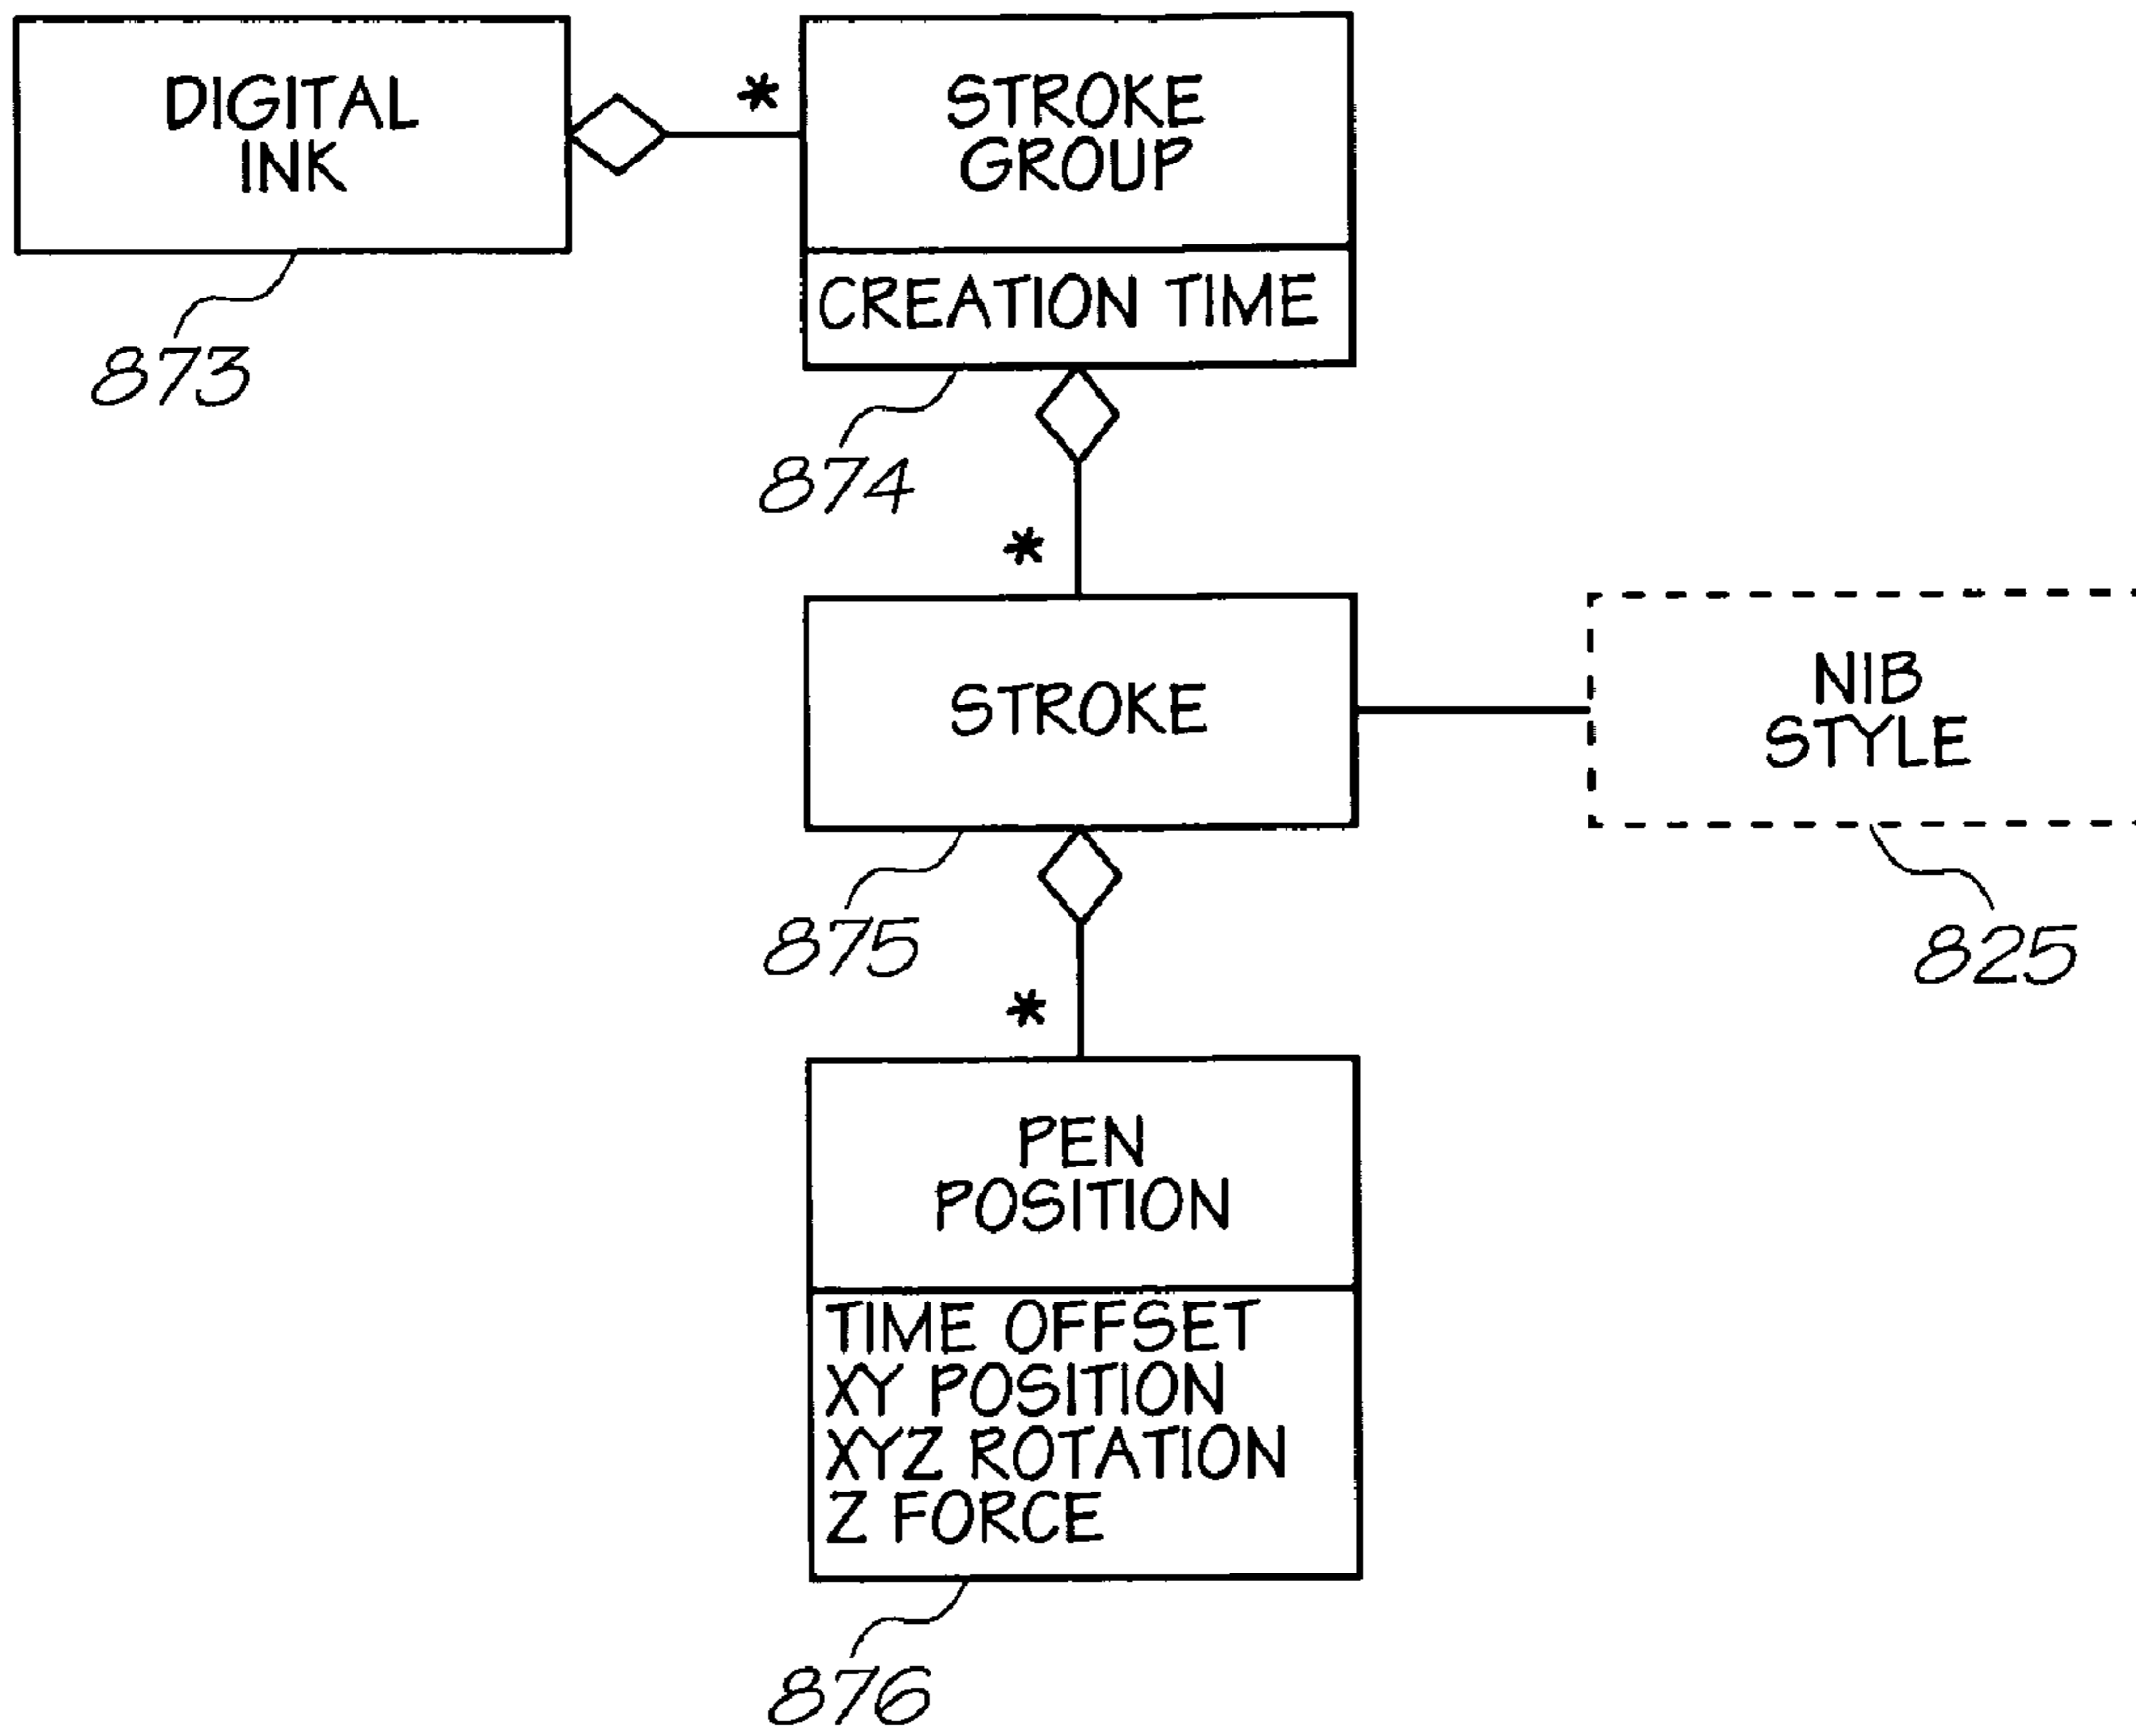 DIGITAL
INK
*
STROKE
GROUP
CREATION TIME
873
874
*
STROKE
NIB
STYLE
875
825
*
PEN
POSITION
TIME OFFSET
XY POSITION
XYZ ROTATION
Z FORCE
876